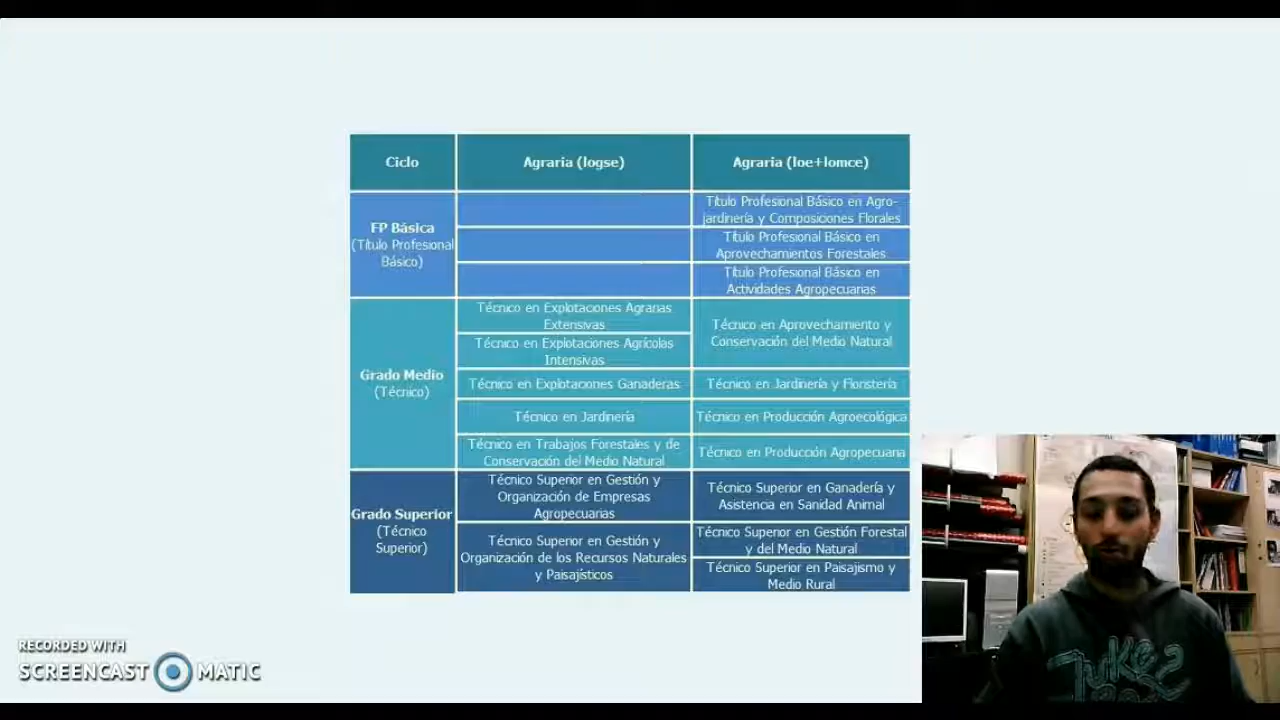 Ciclo
Agraria (logse)
Agraria (loe+lomce)
FP Básica
(Título Profesional
Básico)
Título Profesional Básico en Agro-
jardinería y Composiciones Florales
Título Profesional Básico en
Aprovechamientos Forestales
Título Profesional Básico en
Actividades Agropecuarias
Grado Medio
(Técnico)
Técnico en Explotaciones Agrarias
Extensivas
Técnico en Explotaciones Agrícolas
Intensivas
Técnico en Explotaciones Ganaderas
Técnico en Jardinería
Técnico en Trabajos Forestales y de
Conservación del Medio Natural
Técnico en Aprovechamiento y
Conservación del Medio Natural
Técnico en Jardinería y Floristería
Técnico en Producción Agroecológica
Técnico en Producción Agropecuaria
Grado Superior
(Técnico
Superior)
Técnico Superior en Gestión y
Organización de Empresas
Agropecuarias
Técnico Superior en Gestión y
Organización de los Recursos Naturales
y Paisajísticos
Técnico Superior en Ganadería y
Asistencia en Sanidad Animal
Técnico Superior en Gestión Forestal
y del Medio Natural
Técnico Superior en Paisajismo y
Medio Rural
RECORDED WITH
SCREENCAST MATIC